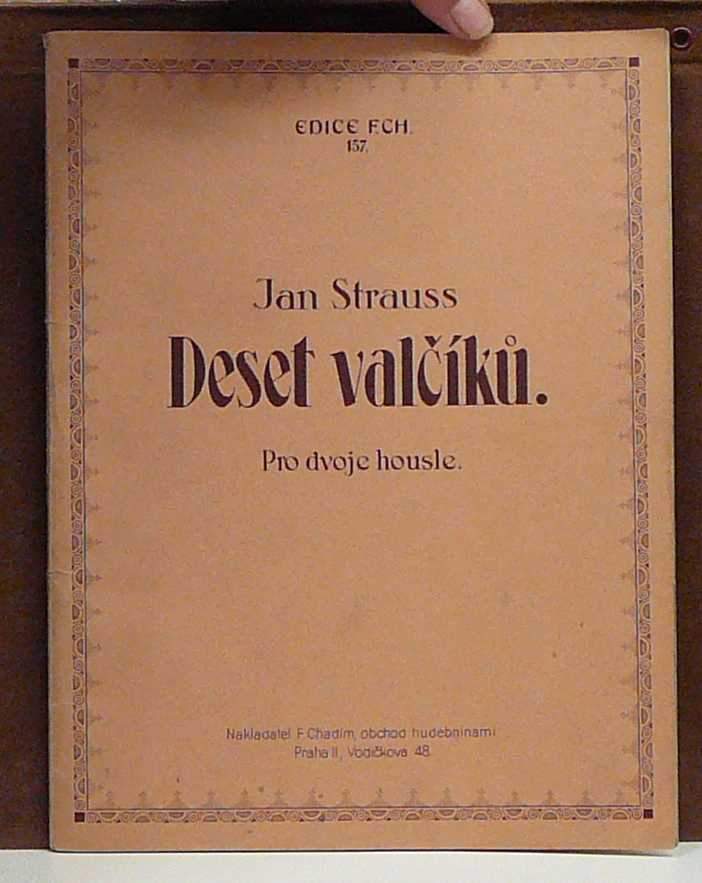 EDICE F.CH.
157.
Jan Strauss
Deset valčíků.
Pro dvoje housle.
Nakladatel F. Chadím, obchod hudebninami
Praha II., Vodičkova 48.